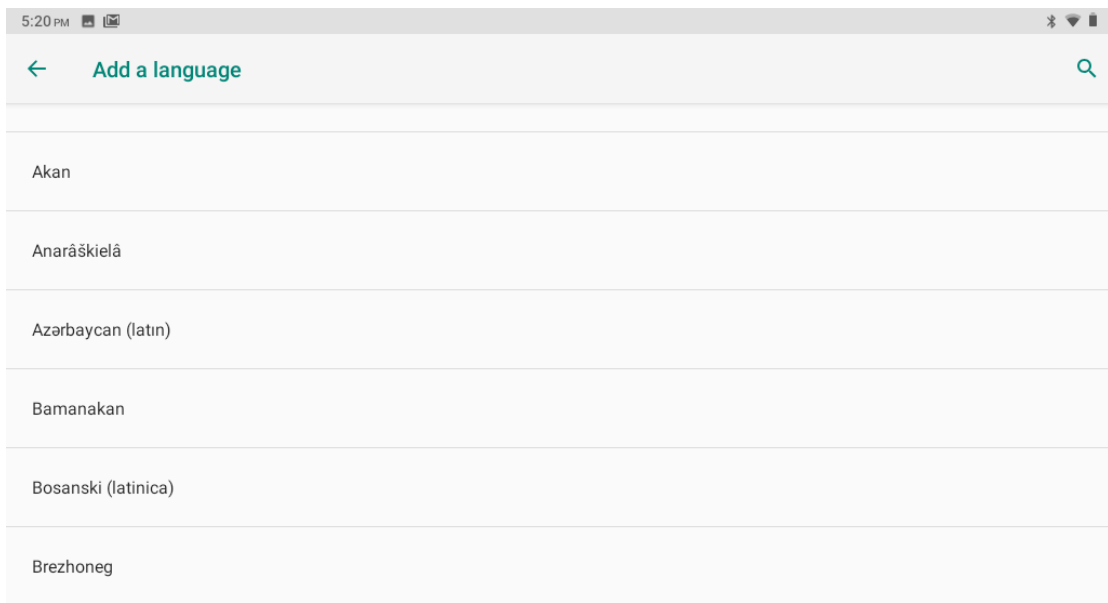 5:20 PM
Add a language
Akan
Anarâškielâ
Azərbaycan (latın)
Bamanakan
Bosanski (latinica)
Brezhoneg